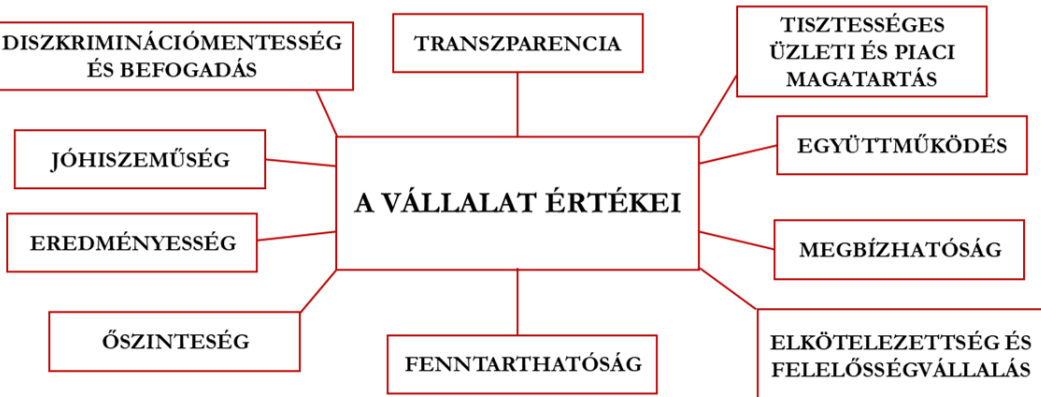 DISZKRIMINÁCIÓMENTESSÉG
ÉS BEFOGADÁS
TRANSZPARENCIA
TISZTESSÉGES
ÜZLETI ÉS PIACI
MAGATARTÁS
JÓHISZEMŰSÉG
EGYÜTTMŰKÖDÉS
A VÁLLALAT ÉRTÉKEI
EREDMÉNYESSÉG
MEGBÍZHATÓSÁG
ŐSZINTESÉG
FENNTARTHATÓSÁG
ELKÖTELEZETTSÉG ÉS
FELELŐSSÉGVÁLLALÁS